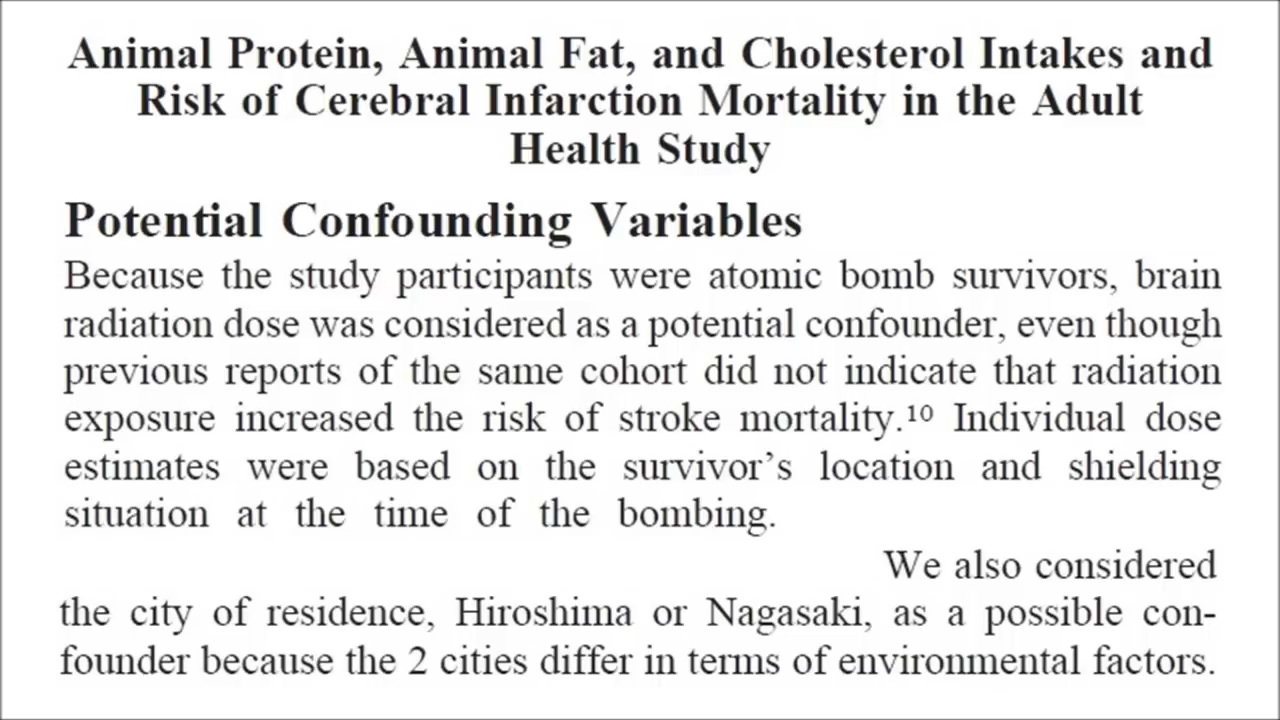 Animal Protein, Animal Fat, and Cholesterol Intakes and
Risk of Cerebral Infarction Mortality in the Adult
Health Study
Potential Confounding Variables
Because the study participants were atomic bomb survivors, brain
radiation dose was considered as a potential confounder, even though
previous reports of the same cohort did not indicate that radiation
exposure increased the risk of stroke mortality.¹⁰ Individual dose
estimates were based on the survivor’s location and shielding
situation at the time of the bombing.
We also considered
the city of residence, Hiroshima or Nagasaki, as a possible con-
founder because the 2 cities differ in terms of environmental factors.